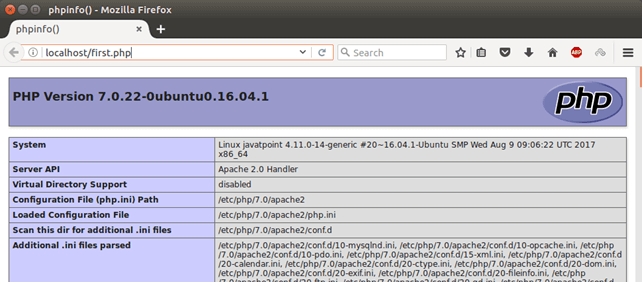 phpinfo() - Mozilla Firefox
phpinfo()
localhost/first.php
Search
ABP
PHP Version 7.0.22-0ubuntu0.16.04.1
php
System
Linux javatpoint 4.11.0-14-generic #20~16.04.1-Ubuntu SMP Wed Aug 9 09:06:22 UTC 2017
x86_64
Server API
Apache 2.0 Handler
Virtual Directory Support
disabled
Configuration File (php.ini) Path
/etc/php/7.0/apache2
Loaded Configuration File
/etc/php/7.0/apache2/php.ini
Scan this dir for additional .ini files
/etc/php/7.0/apache2/conf.d
Additional .ini files parsed
/etc/php/7.0/apache2/conf.d/10-mysqlnd.ini, /etc/php/7.0/apache2/conf.d/10-opcache.ini, /etc/php
/7.0/apache2/conf.d/10-pdo.ini, /etc/php/7.0/apache2/conf.d/15-xml.ini, /etc/php/7.0/apache2/conf.d
/20-calendar.ini, /etc/php/7.0/apache2/conf.d/20-ctype.ini, /etc/php/7.0/apache2/conf.d/20-dom.ini,
/etc/php/7.0/apache2/conf.d/20-exif.ini, /etc/php/7.0/apache2/conf.d/20-fileinfo.ini, /etc/php